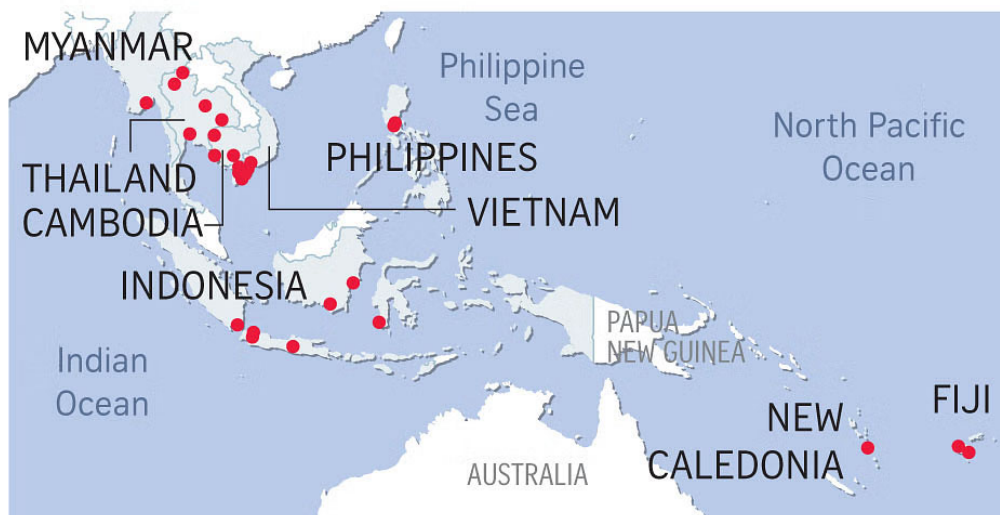 MYANMAR
Philippine
Sea
North Pacific
Ocean
PHILIPPINES
THAILAND
CAMBODIA
VIETNAM
INDONESIA
PAPUA
NEW GUINEA
Indian
Ocean
FIJI
NEW
CALEDONIA
AUSTRALIA